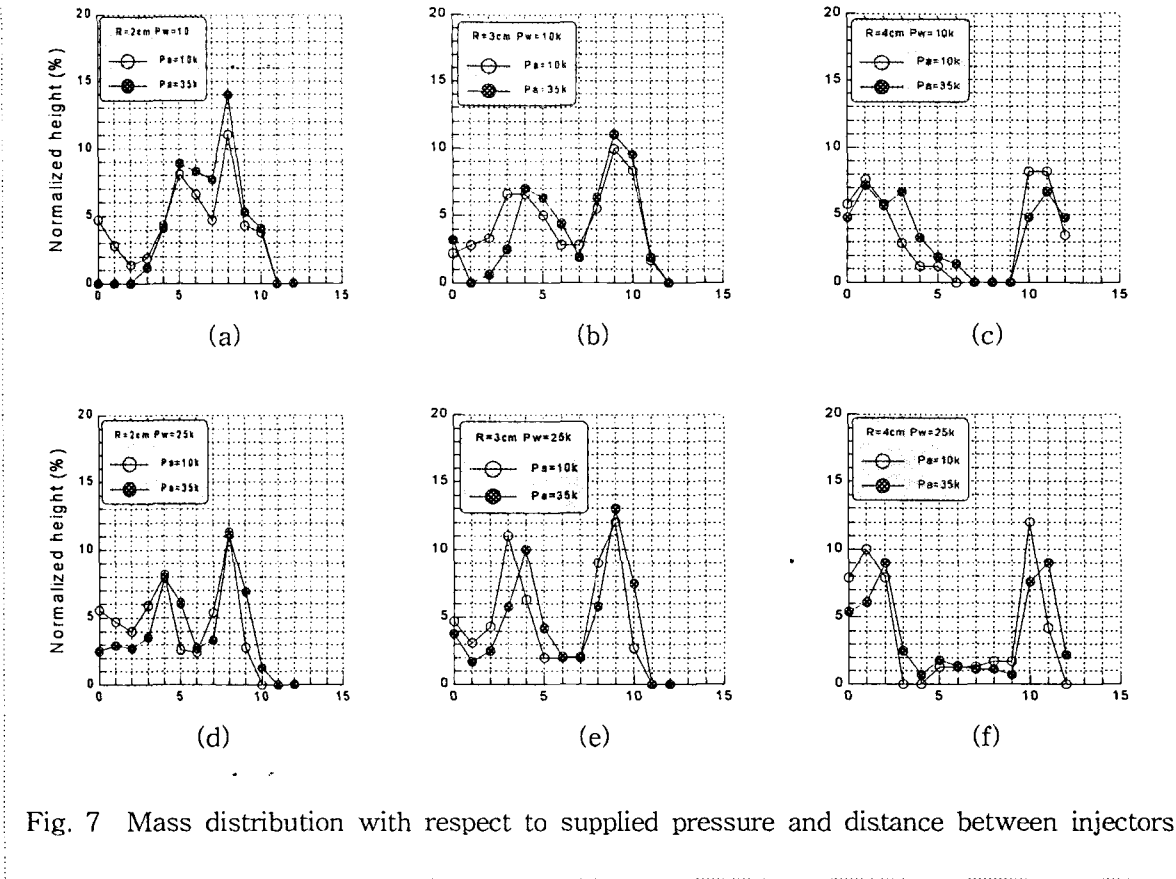 20
R=2cm Pw=10
Pa=10k
Pa=35k
15
10
5
0
0 5 10 15
Normalized height (%)
(a)
20
R=3cm Pw=10k
Pa=10k
Pa=35k
15
10
5
0
0 5 10 15
(b)
20
R=4cm Pw=10k
Pa=10k
Pa=35k
15
10
5
0
0 5 10 15
(c)
20
R=2cm Pw=25k
Pa=10k
Pa=35k
15
10
5
0
0 5 10 15
Normalized height (%)
(d)
20
R=3cm Pw=25k
Pa=10k
Pa=35k
15
10
5
0
0 5 10 15
(e)
20
R=4cm Pw=25k
Pa=10k
Pa=35k
15
10
5
0
0 5 10 15
(f)
Fig. 7 Mass distribution with respect to supplied pressure and distance between injectors